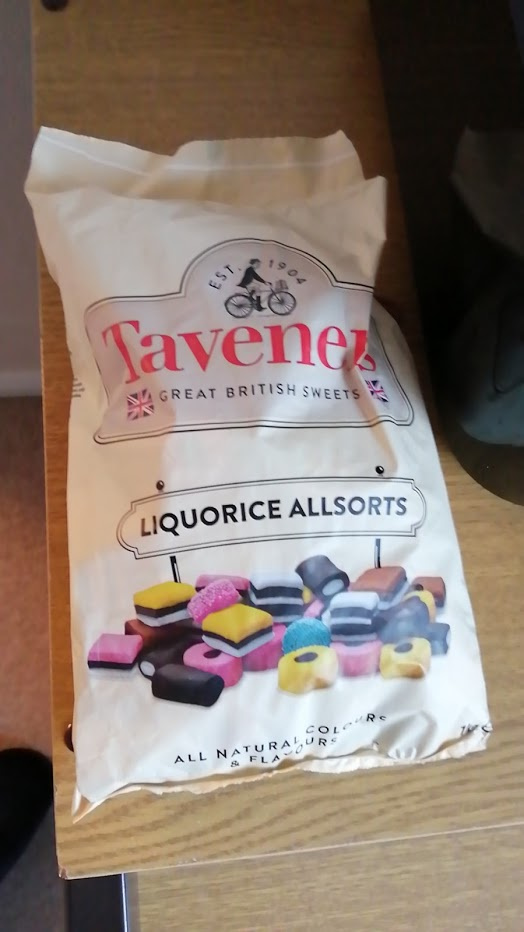 EST. 1904
Taveners
GREAT BRITISH SWEETS
LIQUORICE ALLSORTS
ALL NATURAL COLOURS
& FLAVOURS